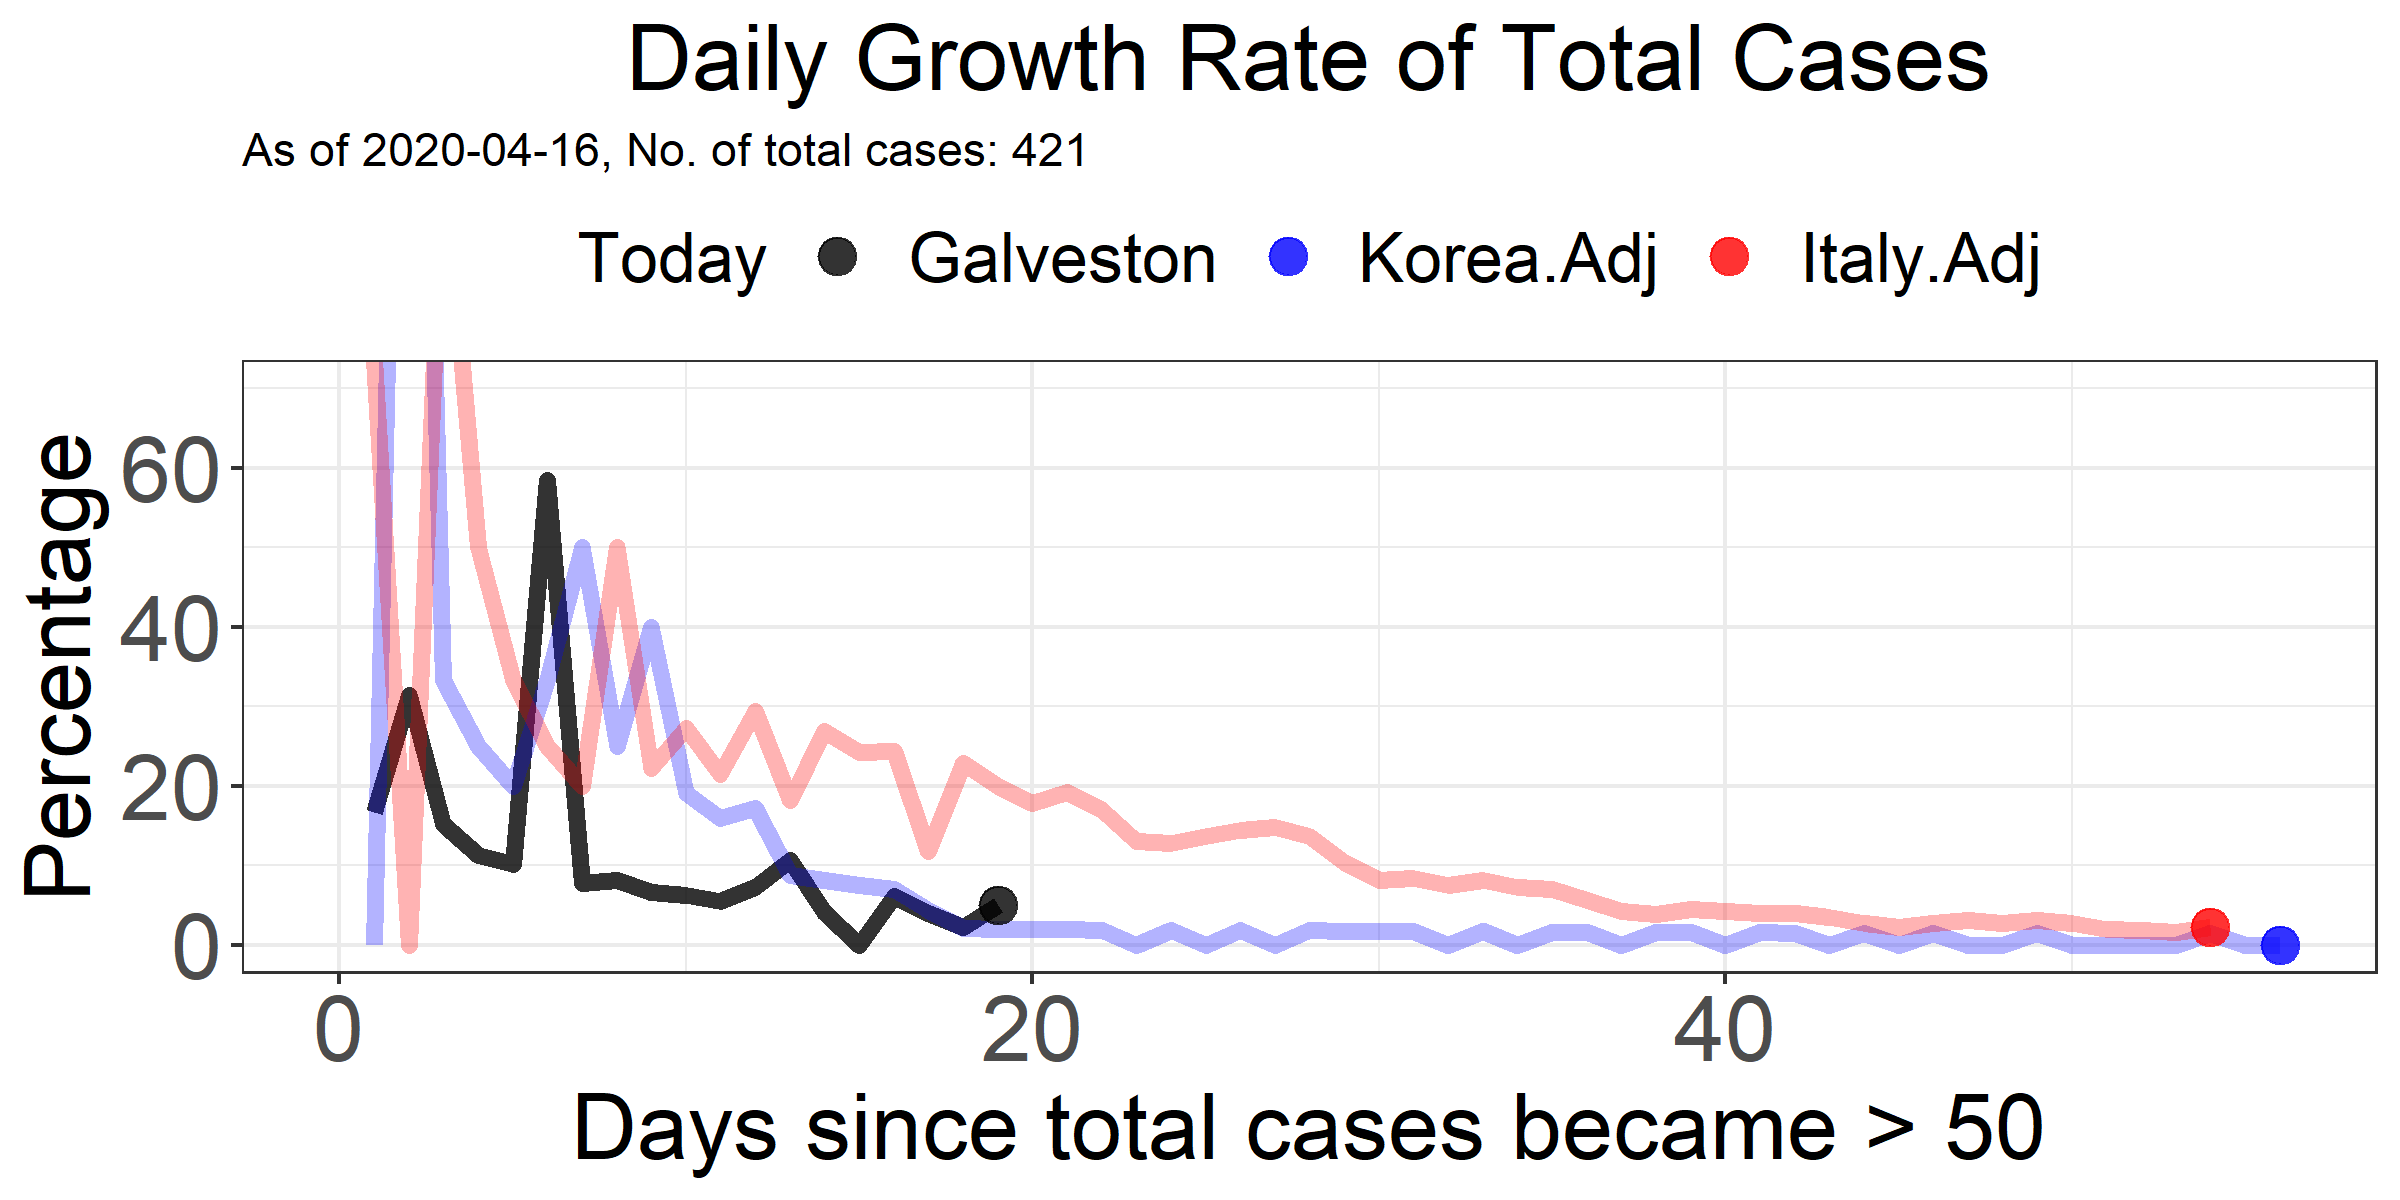 Daily Growth Rate of Total Cases
As of 2020-04-16, No. of total cases: 421
Today Galveston Korea.Adj Italy.Adj
Percentage
60
40
20
0
0 20 40
Days since total cases became > 50